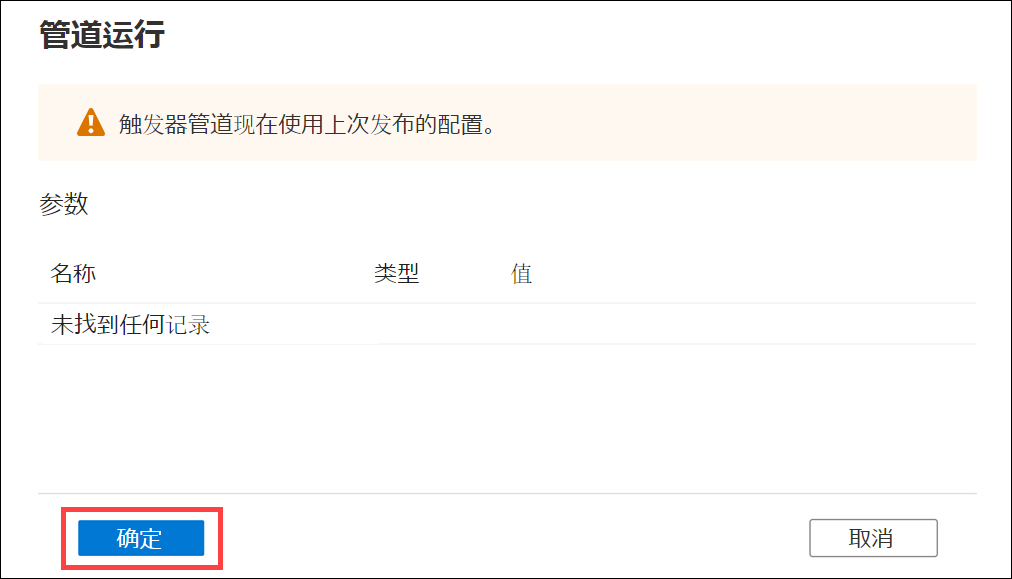 管道运行
触发器管道现在使用上次发布的配置。
参数
名称 类型 值
未找到任何记录
确定 取消